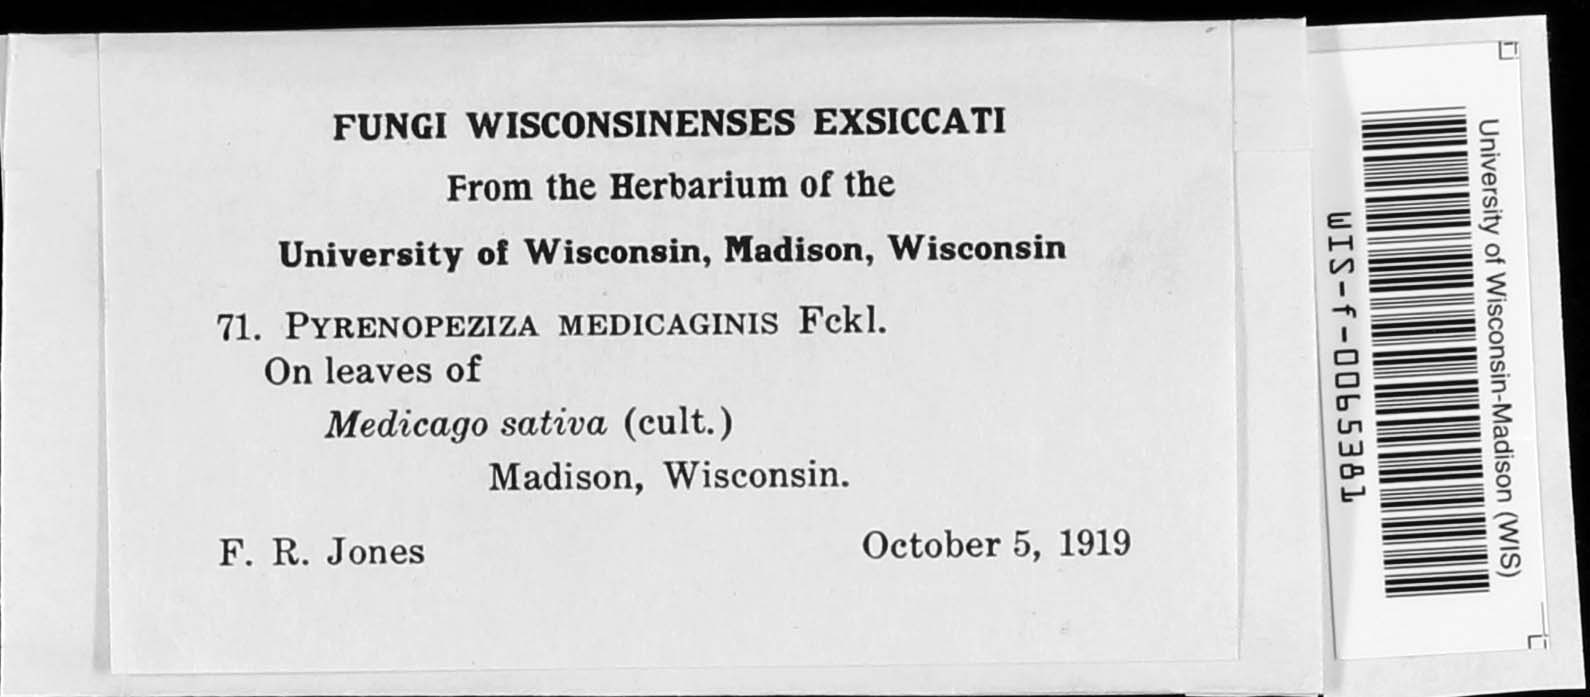 FUNGI WISCONSINENSES EXSICCATI
From the Herbarium of the
University of Wisconsin, Madison, Wisconsin
71. PYRENOPEZIZA MEDICAGINIS Fckl.
On leaves of
Medicago sativa (cult.)
Madison, Wisconsin.
F. R. Jones October 5, 1919
University of Wisconsin-Madison (WIS)
WIS-f-0065381